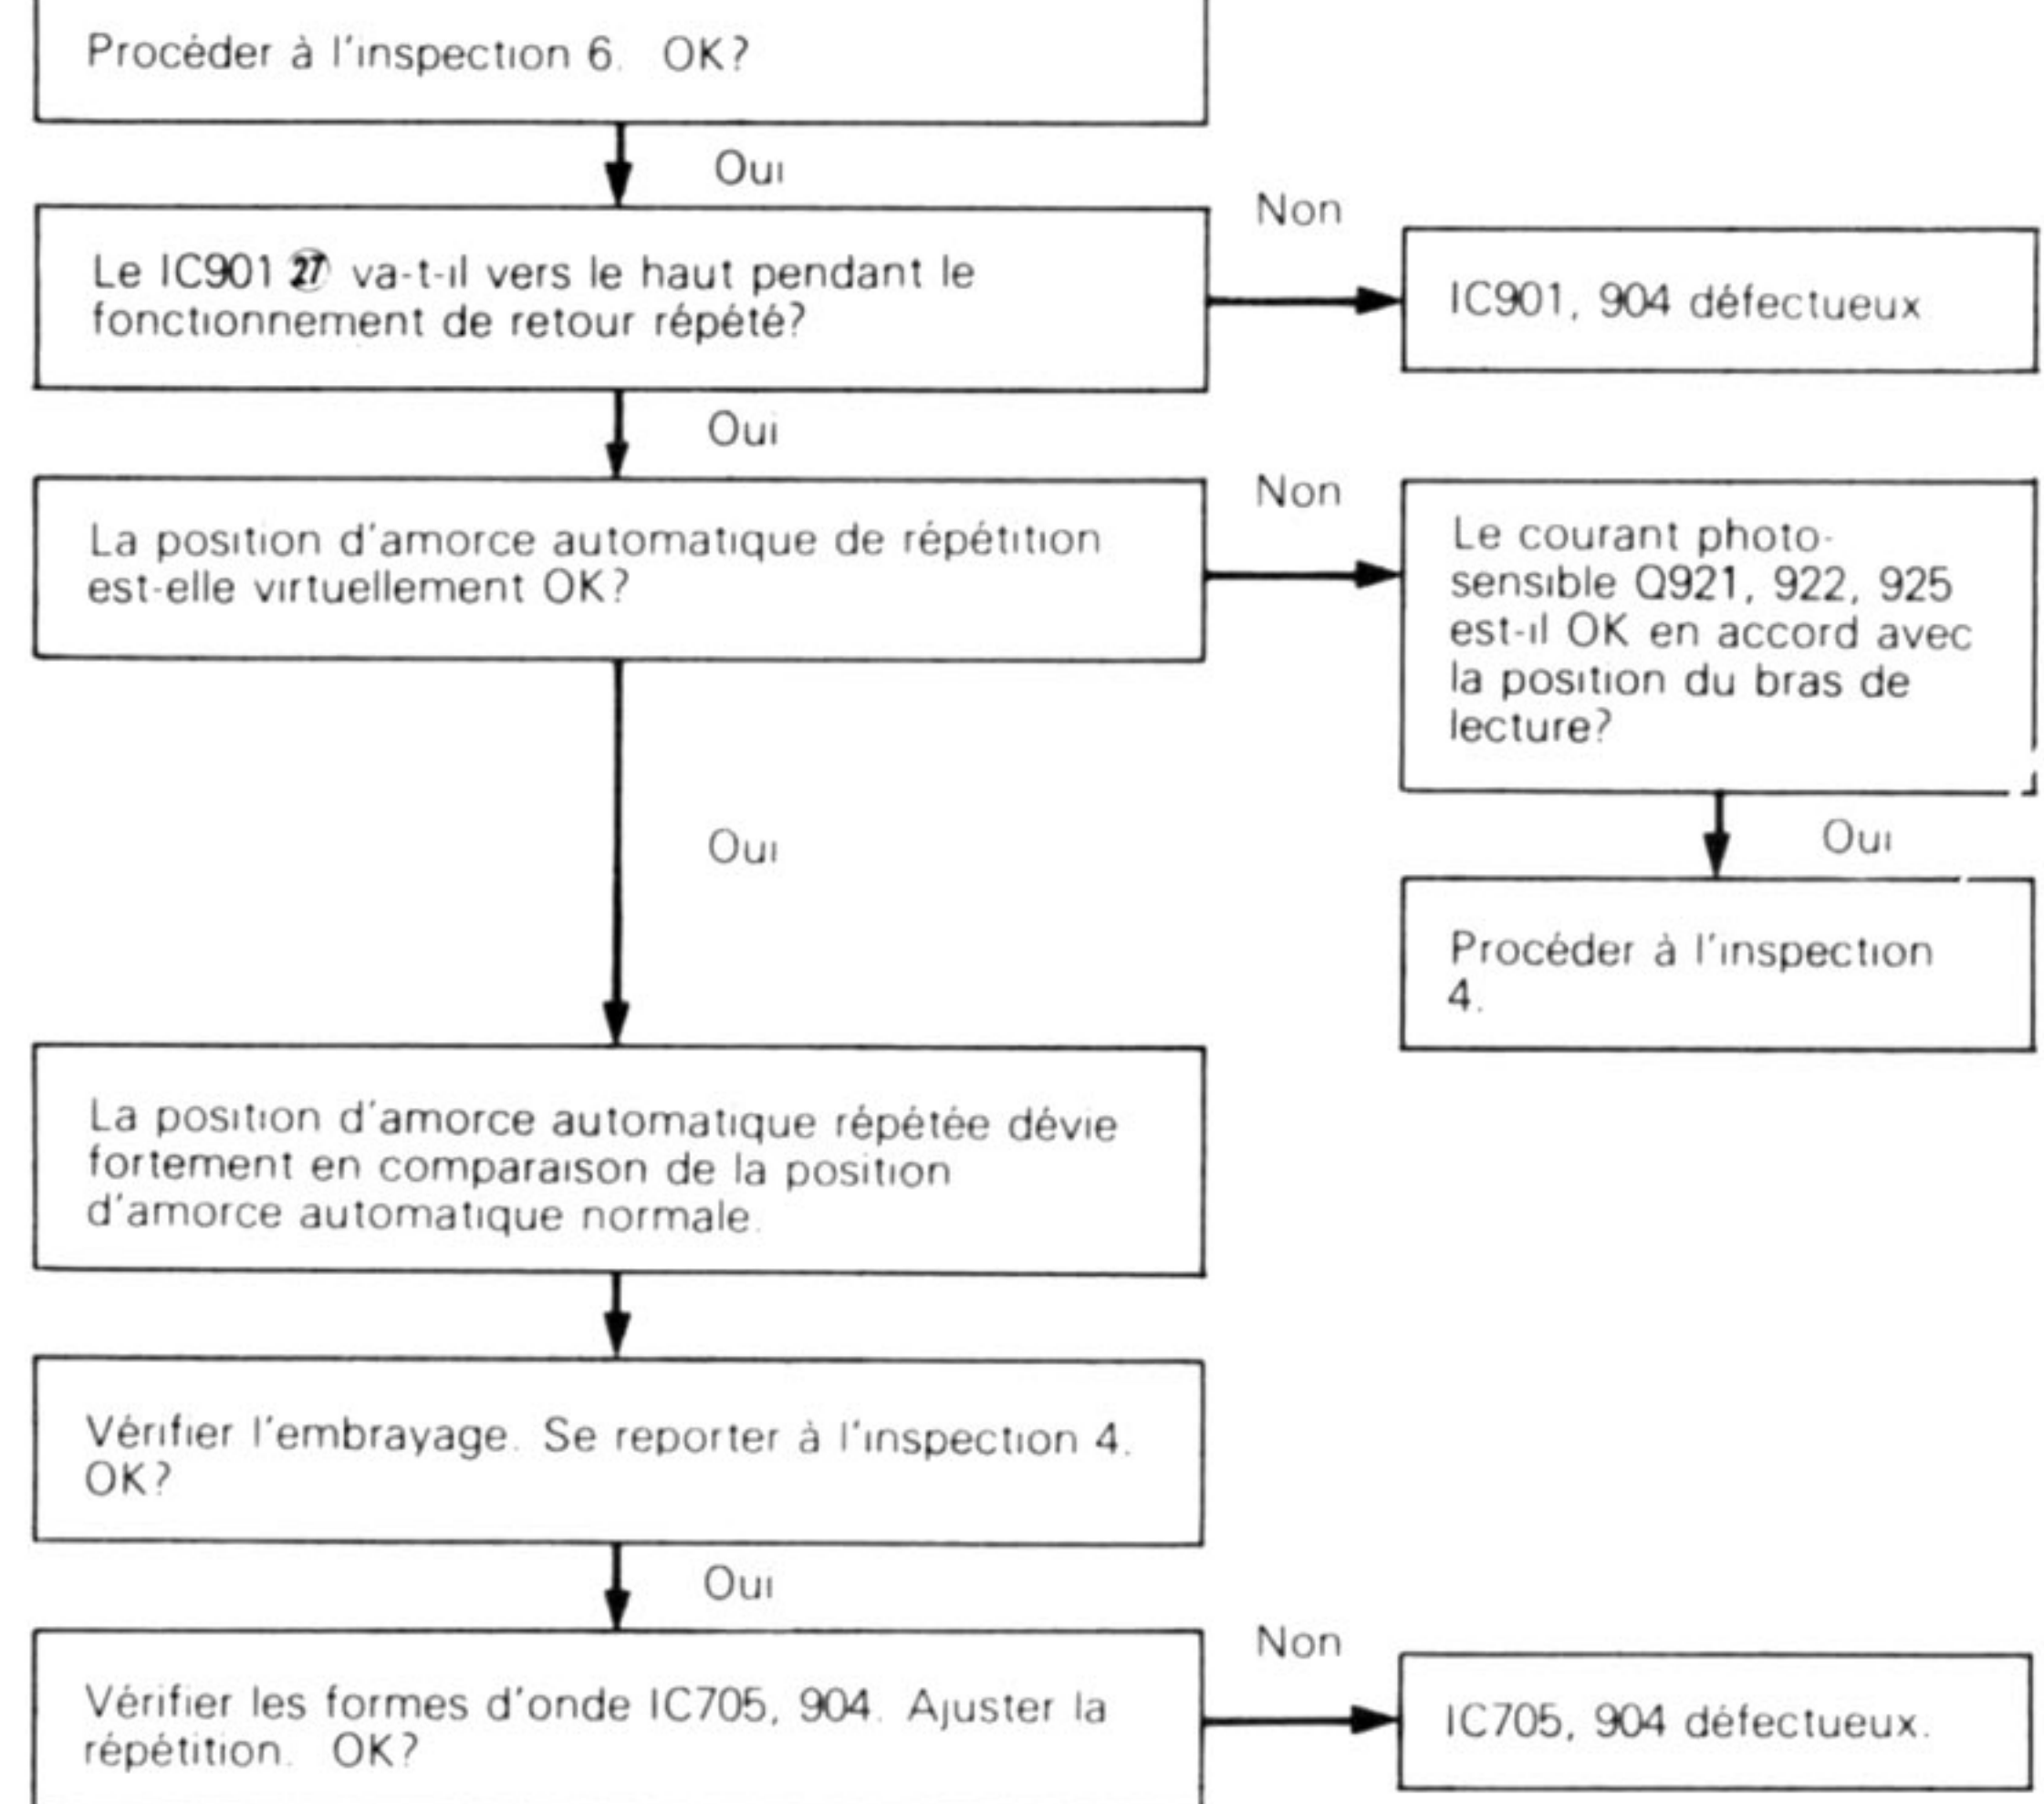 Procéder à l'inspection 6. OK?
Oui
Non
Le IC901 ㉗ va-t-il vers le haut pendant le
fonctionnement de retour répété?
IC901, 904 défectueux
Oui
Non
La position d'amorce automatique de répétition
est-elle virtuellement OK?
Le courant photo-
sensible Q921, 922, 925
est-il OK en accord avec
la position du bras de
lecture?
Oui
Oui
Procéder à l'inspection
4.
La position d'amorce automatique répétée dévie
fortement en comparaison de la position
d'amorce automatique normale.
Vérifier l'embrayage. Se reporter à l'inspection 4.
OK?
Oui
Non
Vérifier les formes d'onde IC705, 904. Ajuster la
répétition. OK?
IC705, 904 défectueux.